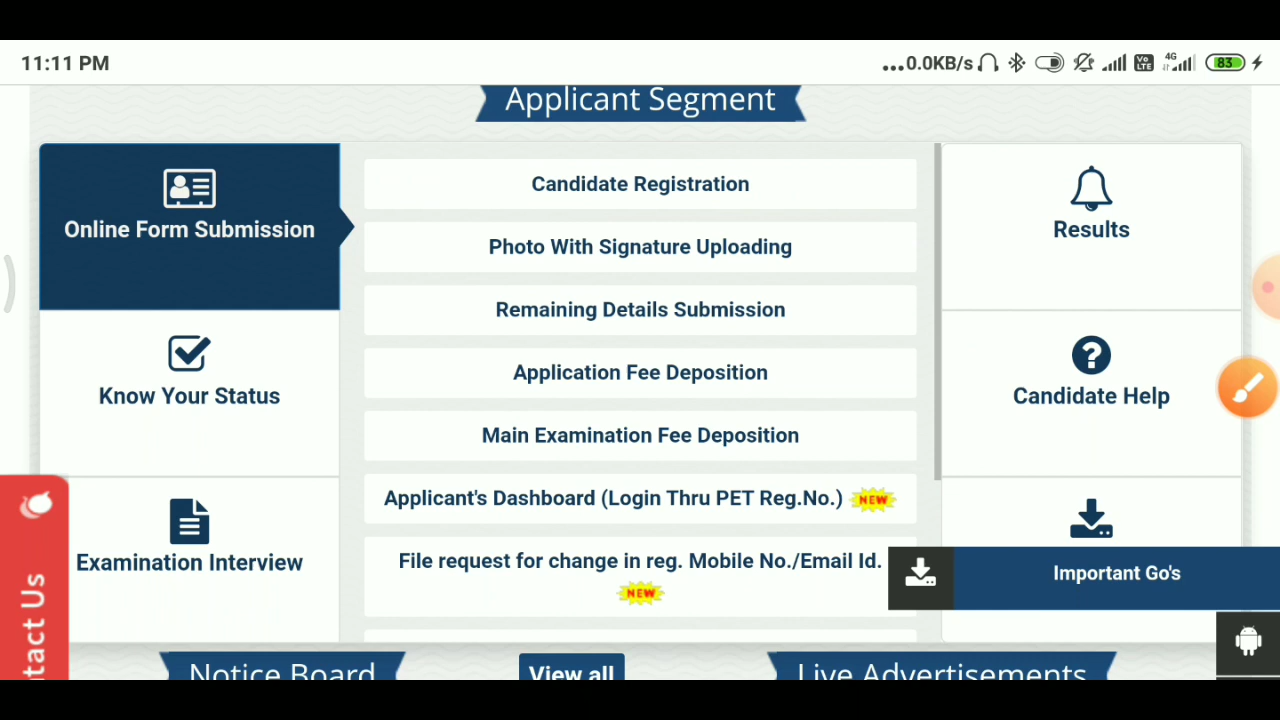 11:11 PM
...0.0KB/s
Vo LTE
4G
83
Applicant Segment
Online Form Submission
Know Your Status
Examination Interview
Candidate Registration
Photo With Signature Uploading
Remaining Details Submission
Application Fee Deposition
Main Examination Fee Deposition
Applicant's Dashboard (Login Thru PET Reg.No.) NEW
File request for change in reg. Mobile No./Email Id.
NEW
Results
Candidate Help
Important Go's
tact Us
Notice Board
View all
Live Advertisements